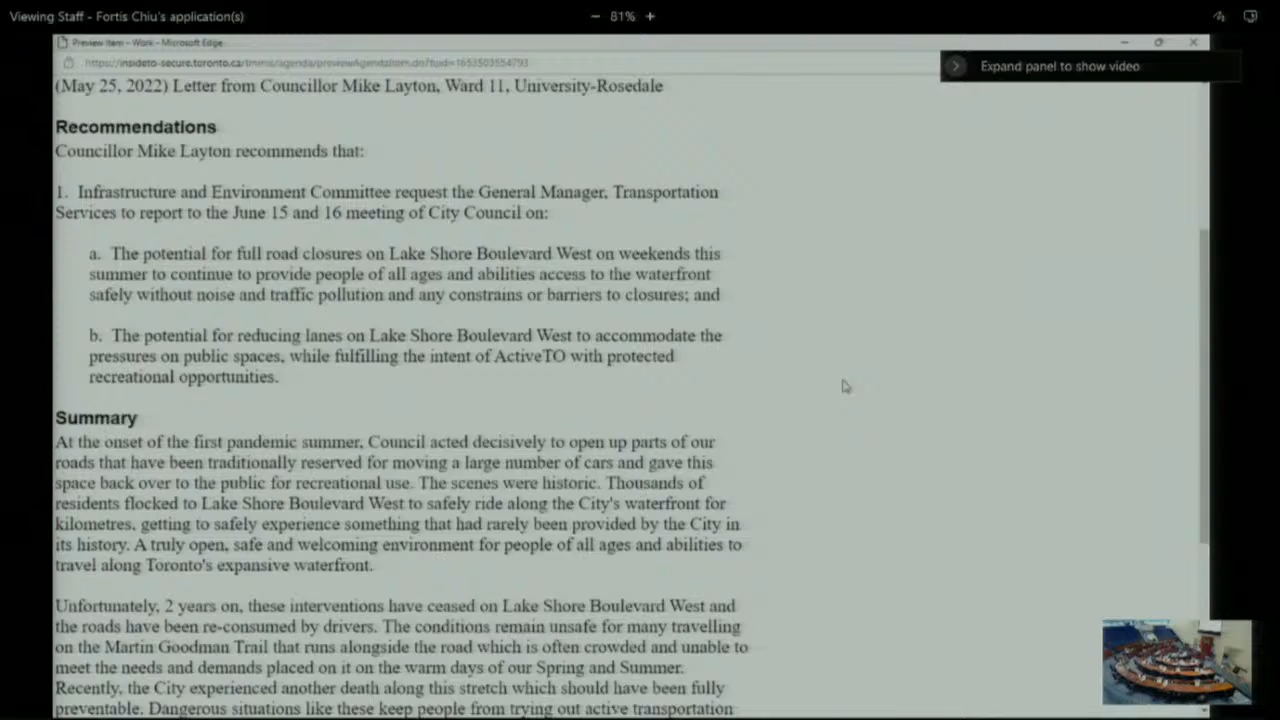 Viewing Staff - Fortis Chiu's application(s)
81%
Preview Item - Work - Microsoft Edge
Expand panel to show video
(May 25, 2022) Letter from Councillor Mike Layton, Ward 11, University-Rosedale
Recommendations
Councillor Mike Layton recommends that:
1. Infrastructure and Environment Committee request the General Manager, Transportation
Services to report to the June 15 and 16 meeting of City Council on:
a. The potential for full road closures on Lake Shore Boulevard West on weekends this
summer to continue to provide people of all ages and abilities access to the waterfront
safely without noise and traffic pollution and any constrains or barriers to closures; and
b. The potential for reducing lanes on Lake Shore Boulevard West to accommodate the
pressures on public spaces, while fulfilling the intent of ActiveTO with protected
recreational opportunities.
Summary
At the onset of the first pandemic summer, Council acted decisively to open up parts of our
roads that have been traditionally reserved for moving a large number of cars and gave this
space back over to the public for recreational use. The scenes were historic. Thousands of
residents flocked to Lake Shore Boulevard West to safely ride along the City's waterfront for
kilometres, getting to safely experience something that had rarely been provided by the City in
its history. A truly open, safe and welcoming environment for people of all ages and abilities to
travel along Toronto's expansive waterfront.
Unfortunately, 2 years on, these interventions have ceased on Lake Shore Boulevard West and
the roads have been re-consumed by drivers. The conditions remain unsafe for many travelling
on the Martin Goodman Trail that runs alongside the road which is often crowded and unable to
meet the needs and demands placed on it on the warm days of our Spring and Summer.
Recently, the City experienced another death along this stretch which should have been fully
preventable. Dangerous situations like these keep people from trying out active transportation